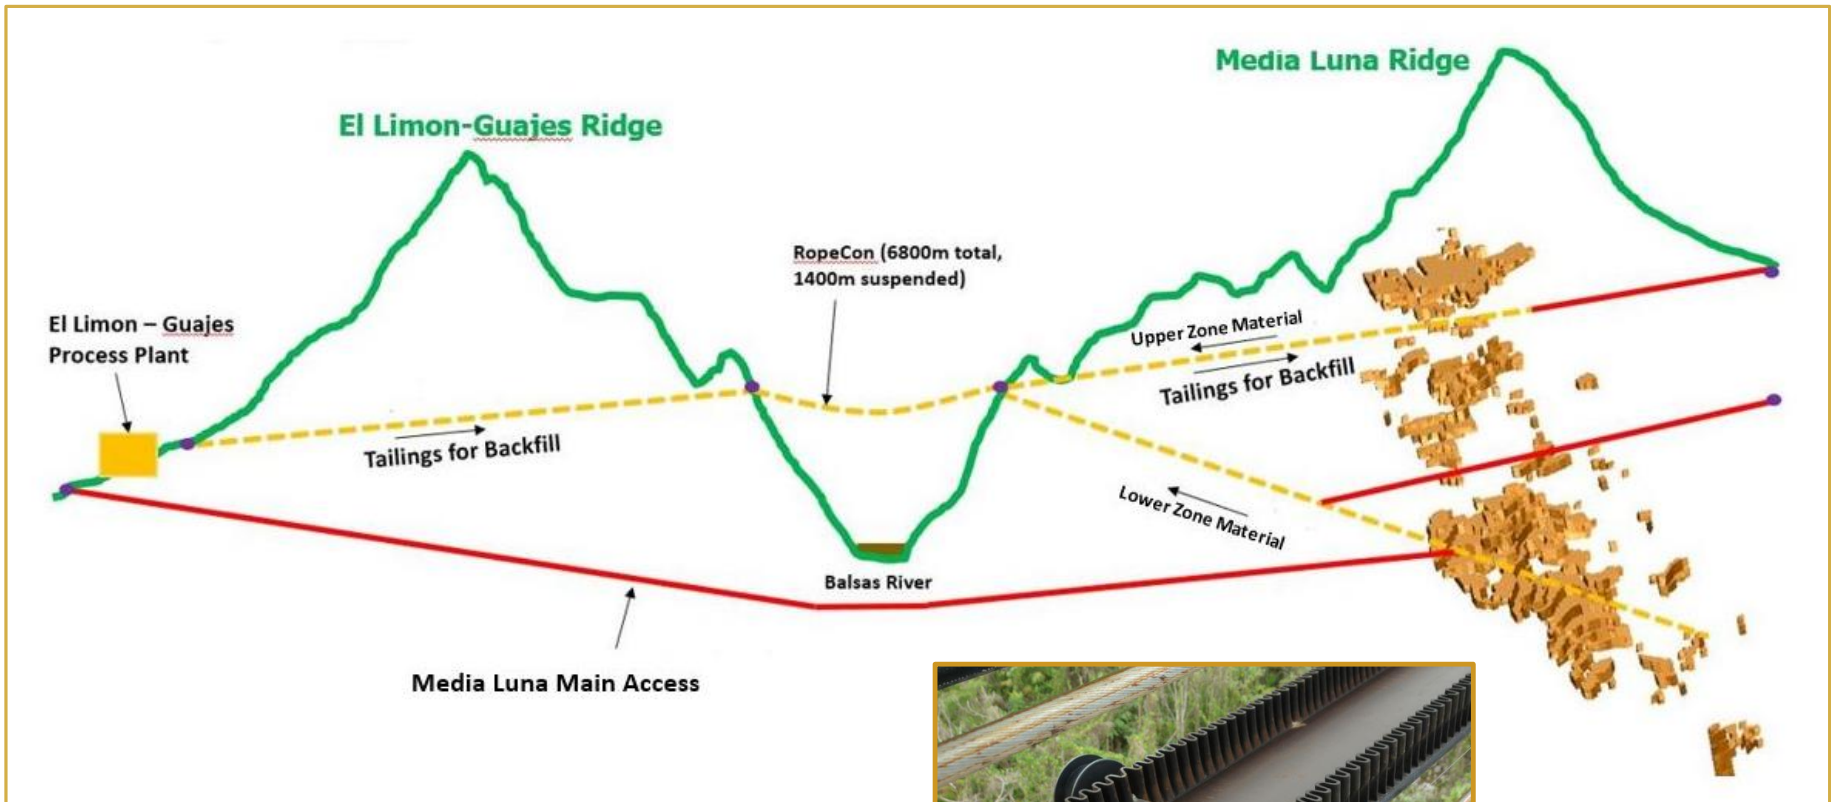 Media Luna Ridge
El Limon-Guajes Ridge
RopeCon (6800m total,
1400m suspended)
El Limon – Guajes
Process Plant
Upper Zone Material
Tailings for Backfill
Tailings for Backfill
Lower Zone Material
Balsas River
Media Luna Main Access